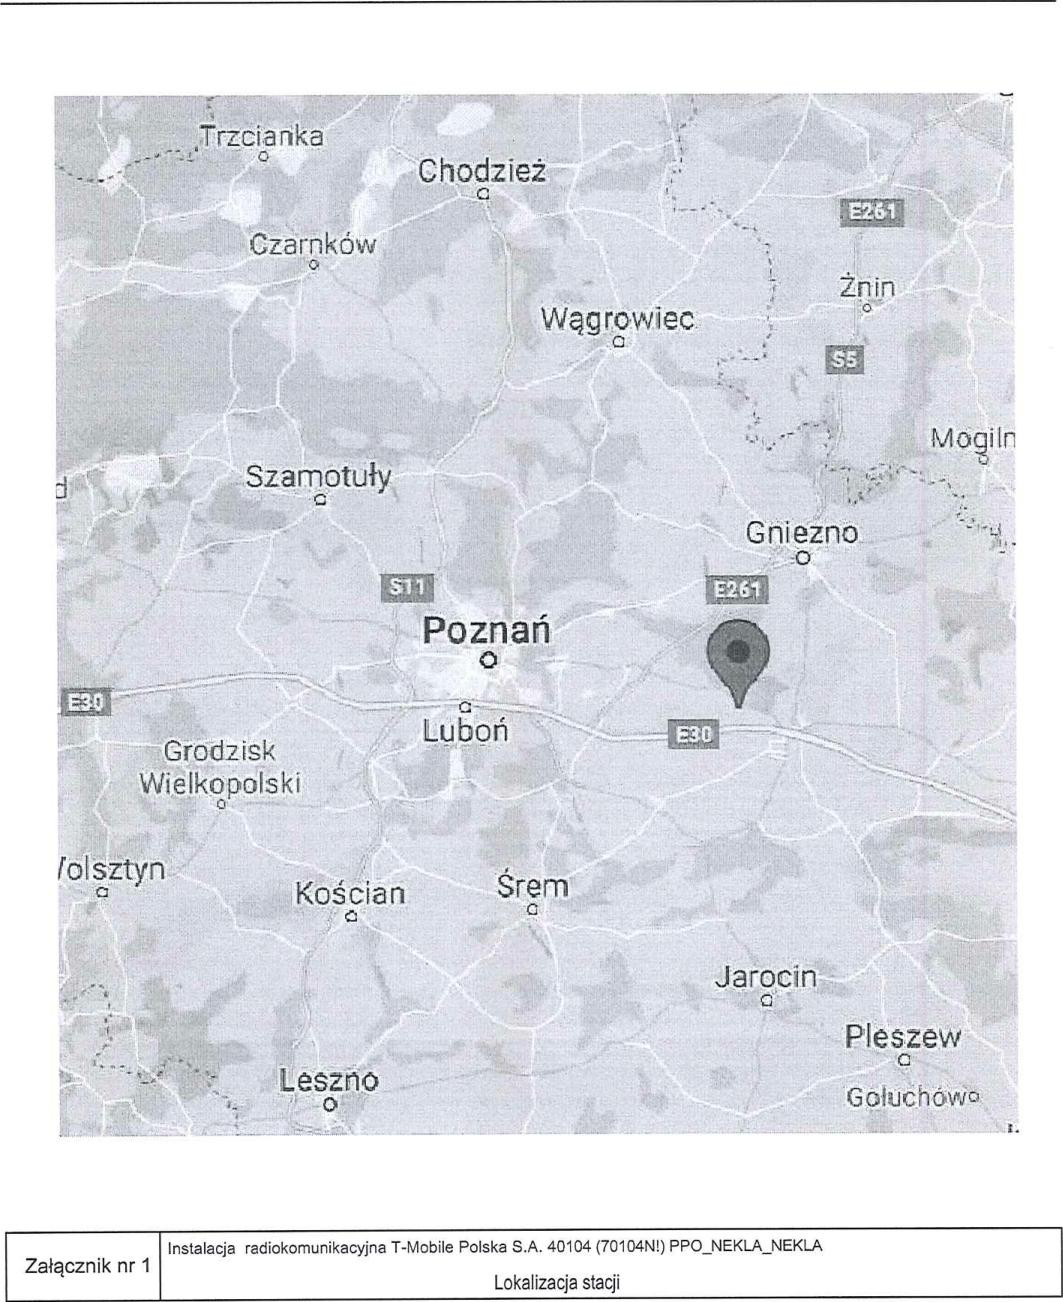 Trzcianka
Chodzież
E261
Czarnków
Żnin
Wągrowiec
S5
Mogiln
Szamotuły
d
Gniezno
S11
E261
Poznań
E30
Luboń
E30
Grodzisk
Wielkopolski
Volsztyn
Kościan
Śrem
Jarocin
Pleszew
Gołuchów
Leszno
Załącznik nr 1
Instalacja radiokomunikacyjna T-Mobile Polska S.A. 40104 (70104N!) PPO_NEKLA_NEKLA
Lokalizacja stacji